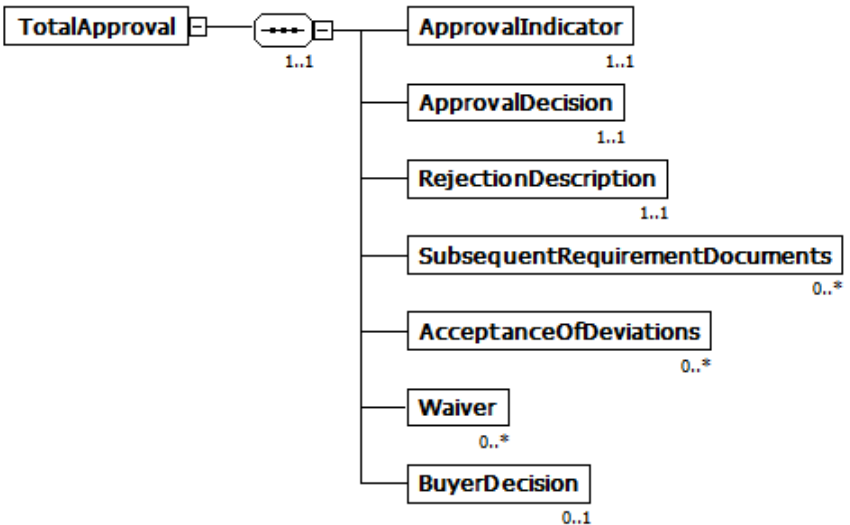 TotalApproval
1..1
ApprovalIndicator
1..1
ApprovalDecision
1..1
RejectionDescription
1..1
SubsequentRequirementDocuments
0..*
AcceptanceOfDeviations
0..*
Waiver
0..*
BuyerDecision
0..1